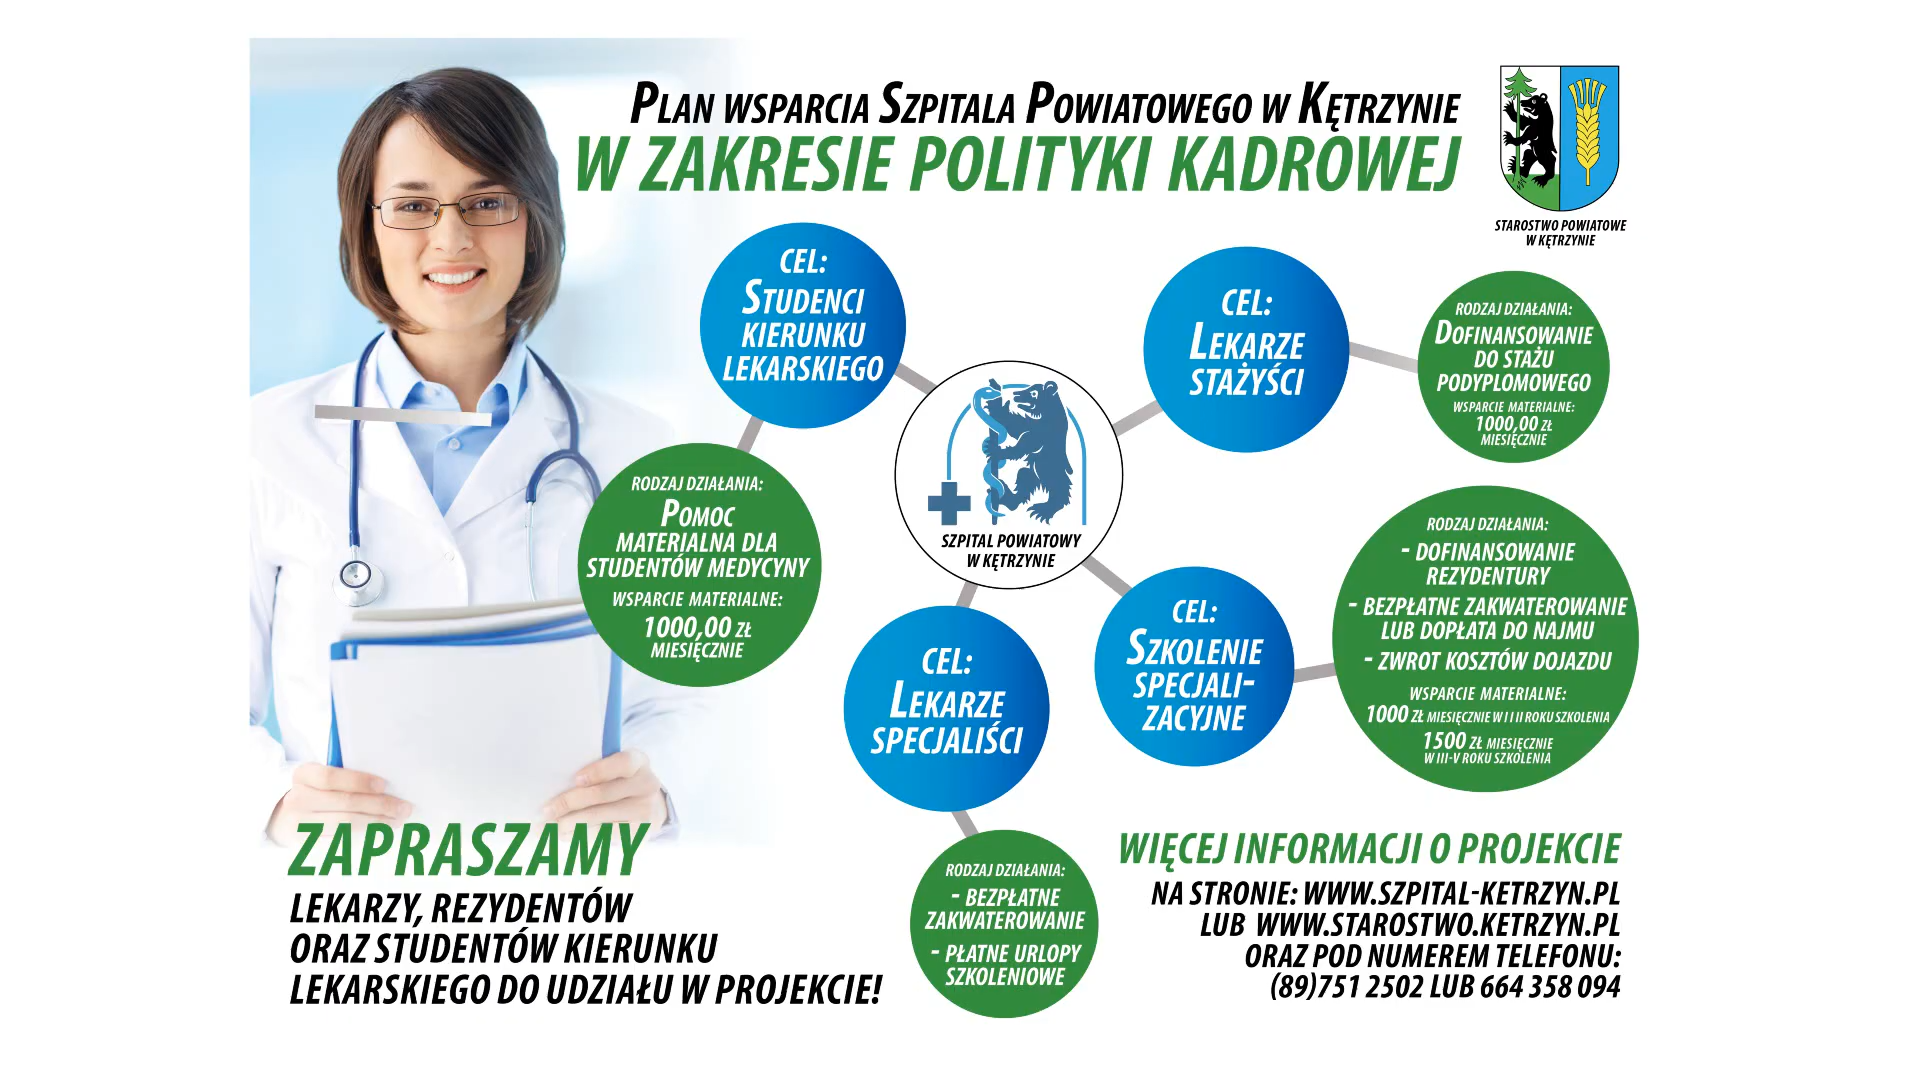 Plan wsparcia Szpitala Powiatowego w Kętrzynie
W ZAKRESIE POLITYKI KADROWEJ
STAROSTWO POWIATOWE
W KĘTRZYNIE
CEL:
STUDENCI
KIERUNKU
LEKARSKIEGO
RODZAJ DZIAŁANIA:
POMOC
MATERIALNA DLA
STUDENTÓW MEDYCYNY
WSPARCIE MATERIALNE:
1000,00 ZŁ
MIESIĘCZNIE
CEL:
LEKARZE
STAŻYŚCI
RODZAJ DZIAŁANIA:
DOFINANSOWANIE
DO STAŻU
PODYPLOMOWEGO
WSPARCIE MATERIALNE:
1000,00 ZŁ
MIESIĘCZNIE
SZPITAL POWIATOWY
W KĘTRZYNIE
CEL:
LEKARZE
SPECJALIŚCI
RODZAJ DZIAŁANIA:
- BEZPŁATNE
ZAKWATEROWANIE
- PŁATNE URLOPY
SZKOLENIOWE
CEL:
SZKOLENIE
SPECJALI-
ZACYJNE
RODZAJ DZIAŁANIA:
- DOFINANSOWANIE
REZYDENTURY
- BEZPŁATNE ZAKWATEROWANIE
LUB DOPŁATA DO NAJMU
- ZWROT KOSZTÓW DOJAZDU
WSPARCIE MATERIALNE:
1000 ZŁ MIESIĘCZNIE W I I II ROKU SZKOLENIA
1500 ZŁ MIESIĘCZNIE
W III-V ROKU SZKOLENIA
ZAPRASZAMY
LEKARZY, REZYDENTÓW
ORAZ STUDENTÓW KIERUNKU
LEKARSKIEGO DO UDZIAŁU W PROJEKCIE!
WIĘCEJ INFORMACJI O PROJEKCIE
NA STRONIE: WWW.SZPITAL-KETRZYN.PL
LUB WWW.STAROSTWO.KETRZYN.PL
ORAZ POD NUMEREM TELEFONU:
(89)751 2502 LUB 664 358 094